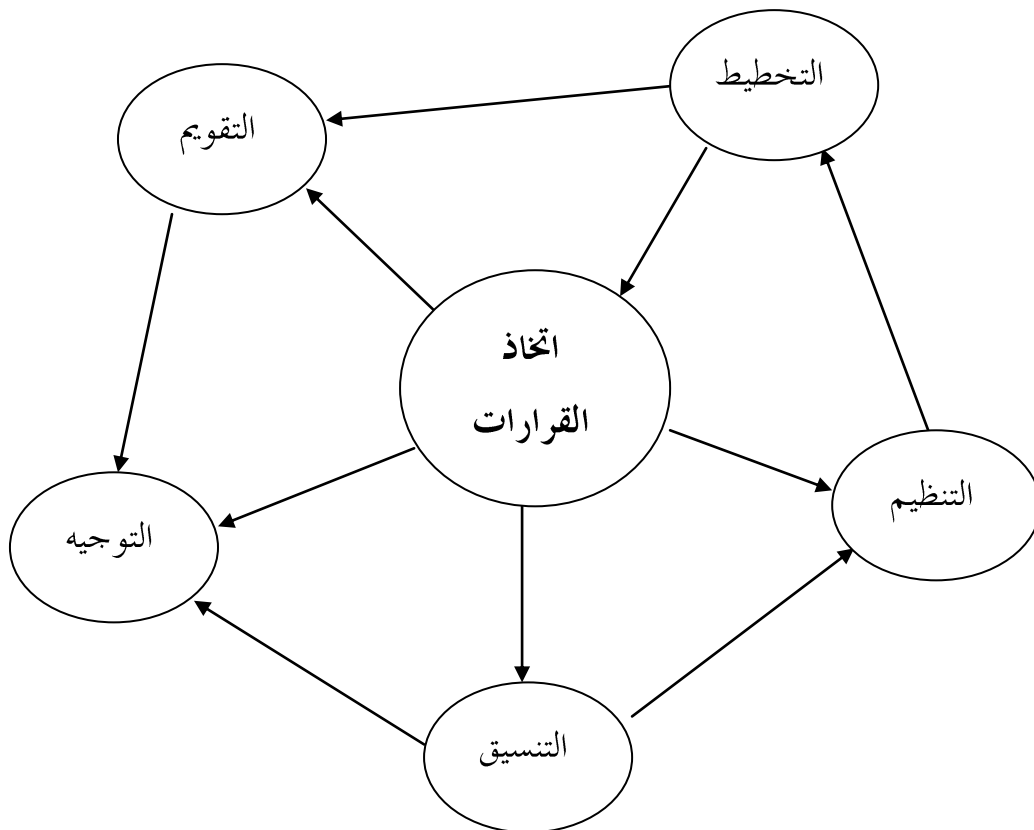 التخطيط
التقويم
اتخاذ
القرارات
التنظيم
التوجيه
التنسيق